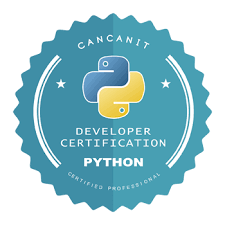 CANCANIT
DEVELOPER
CERTIFICATION
PYTHON
CERTIFIED PROFESSIONAL